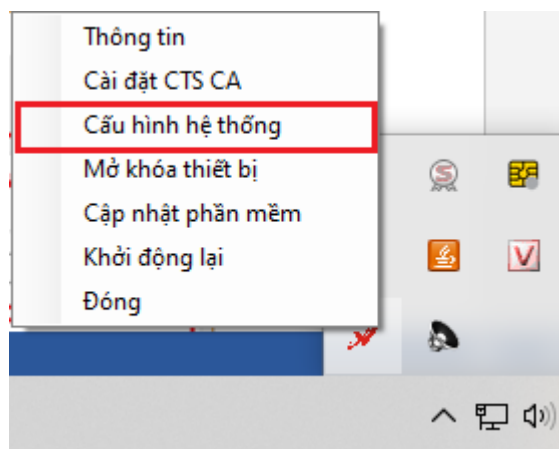 Thông tin
Cài đặt CTS CA
Cấu hình hệ thống
Mở khóa thiết bị
Cập nhật phần mềm
Khởi động lại
Đóng